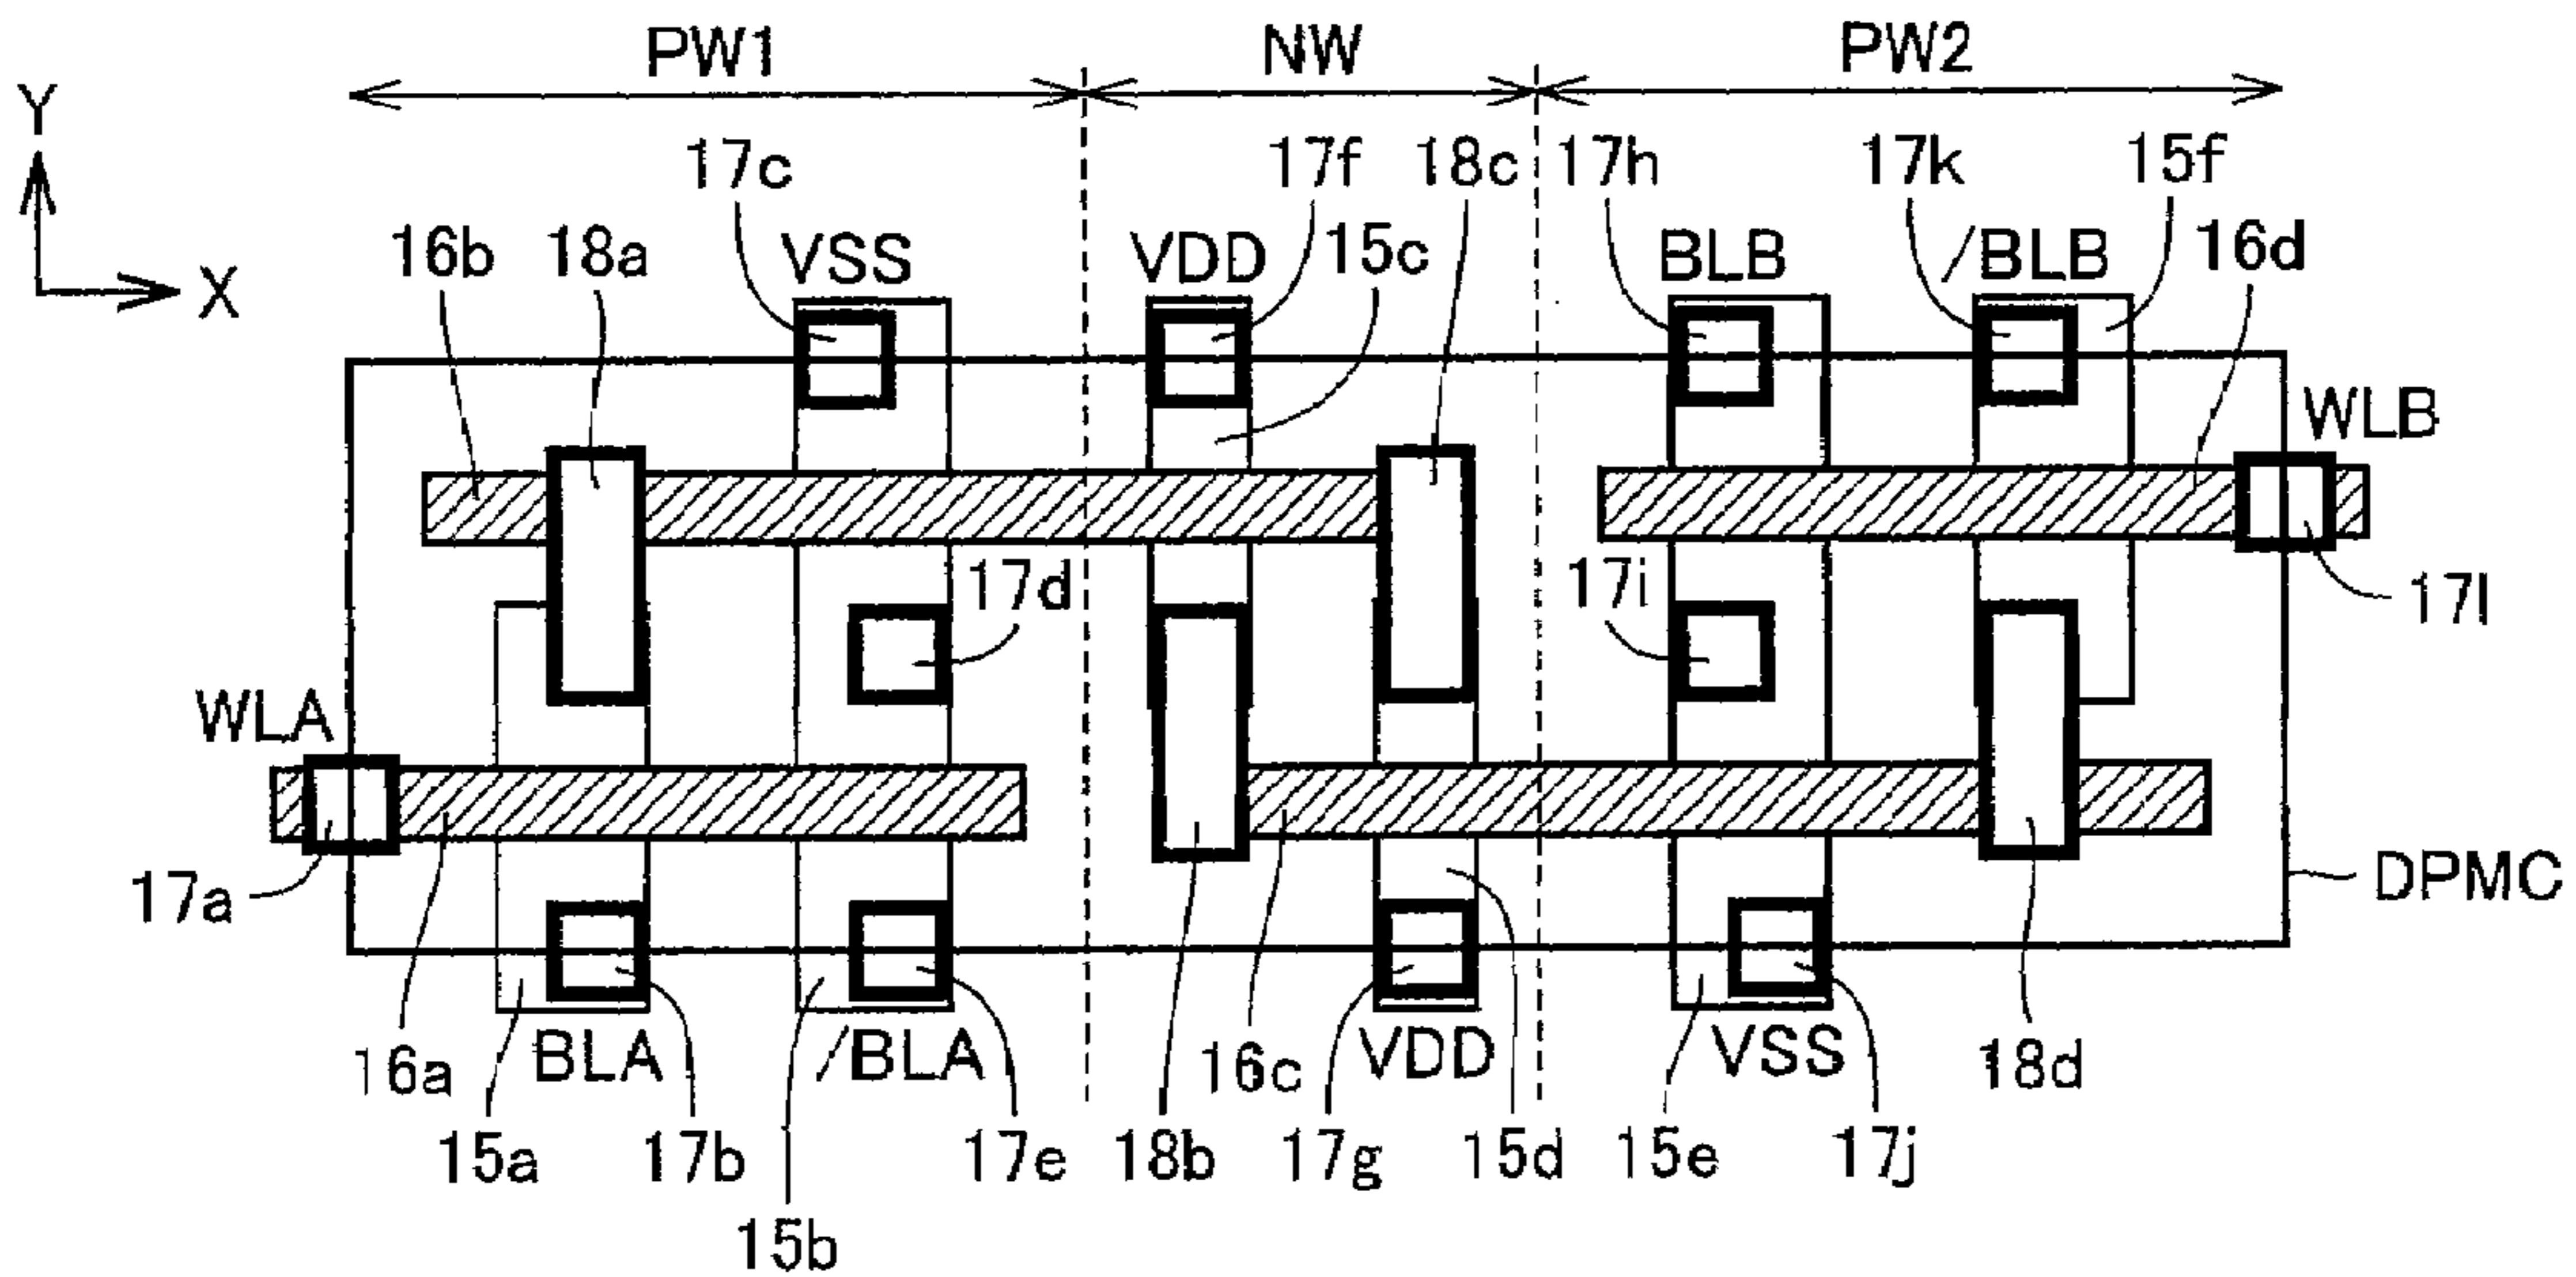 PW1 NW PW2
Y
17c 17f 18c 17h 17k 15f
16b 18a VSS VDD 15c BLB /BLB 16d
X
WLB
17d 17i 17l
WLA
17a DPMC
16a BLA /BLA 16c VDD VSS 18d
15a 17b 17e 18b 17g 15d 15e 17j
15b